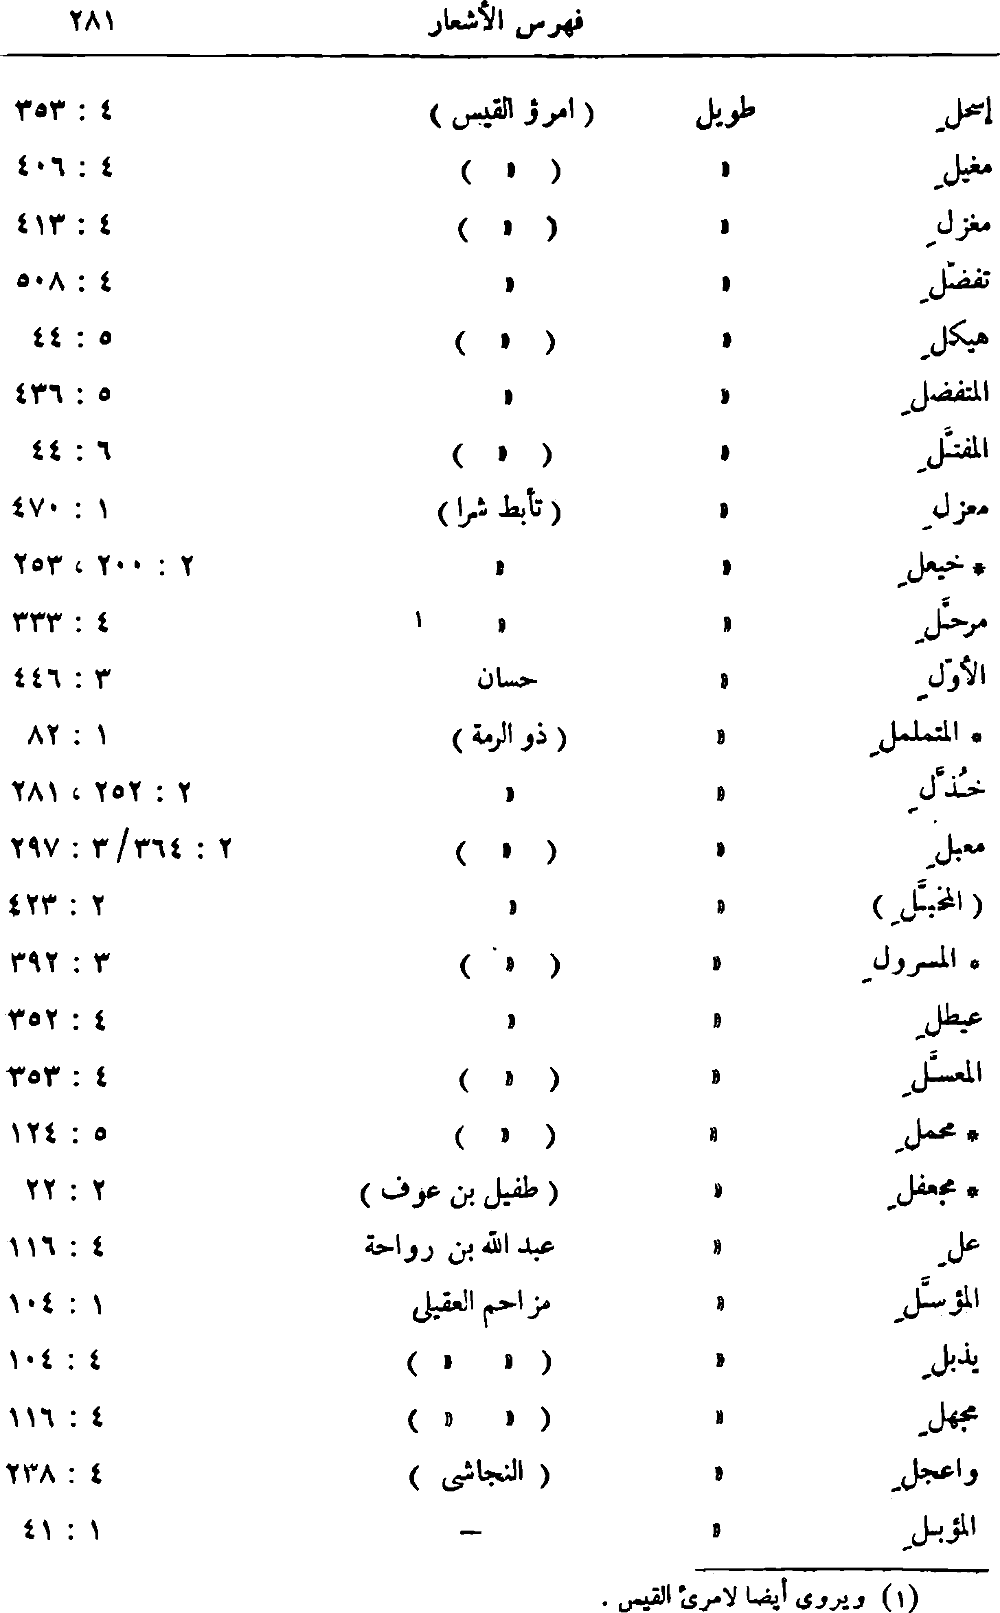 فهرس الأشعار ٢٨١
إسحلِ طويل ( امرؤ القيس ) ٤ : ٣٥٣
مغيلِ » ( » ) ٤ : ٤٠٦
مغزلِ » ( » ) ٤ : ٤١٣
تفضّلِ » » ٤ : ٥٠٨
هيكلِ » ( » ) ٥ : ٤٤
المتفضلِ » » ٥ : ٤٣٦
المفتَّلِ » ( » ) ٦ : ٤٤
معزلِ » ( تأبط شرا ) ١ : ٤٧٠
* خيعلِ » » ٢ : ٢٠٠ ، ٢٥٣
مرحَّلِ » » ١ ٤ : ٣٣٣
الأوّلِ » حسان ٣ : ٤٤٦
* المتململِ » ( ذو الرمة ) ١ : ٨٢
خُذَّلِ » » ٢ : ٢٥٢ ، ٢٨١
معبلِ » ( » ) ٢ : ٣٦٤ / ٣ : ٢٩٧
( المخبَّلِ ) » » ٢ : ٤٢٣
* المسرولِ » ( » ) ٣ : ٣٩٢
عيطلِ » » ٤ : ٣٥٢
المعسَّلِ » ( » ) ٤ : ٣٥٣
* محملِ » ( » ) ٥ : ١٢٤
* مجعفلِ » ( طفيل بن عوف ) ٢ : ٢٢
علِ » عبد الله بن رواحة ٤ : ١١٦
المؤسَّلِ » مزاحم العقيلى ١ : ١٠٤
يذبلِ » ( » » ) ٤ : ١٠٤
مجهلِ » ( » » ) ٤ : ١١٦
واعجلِ » ( النجاشى ) ٤ : ٢٣٨
المؤبلِ » — ١ : ٤١
(١) ويروى أيضا لامرئ القيس .